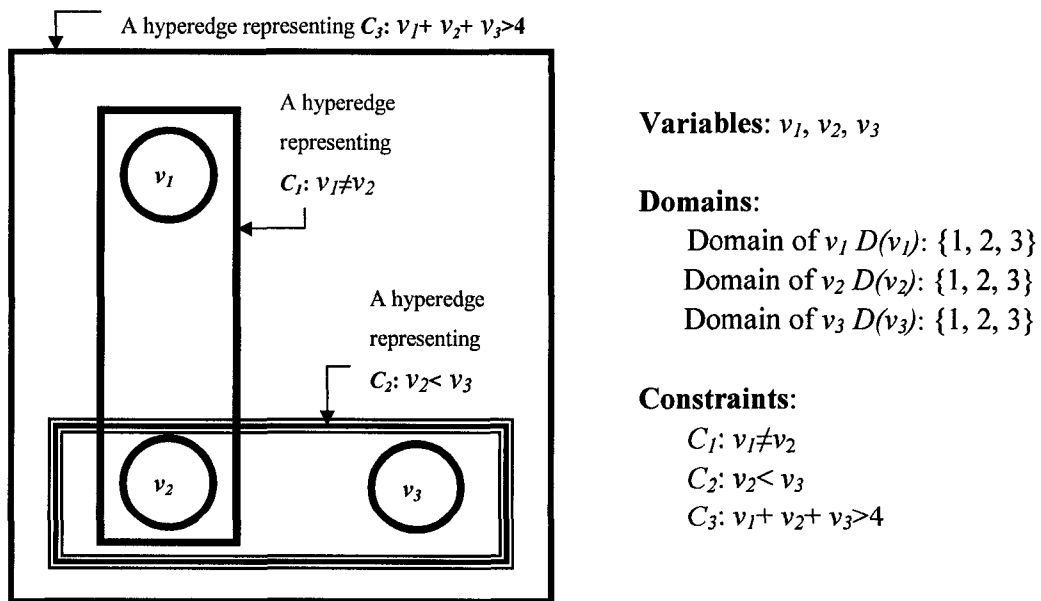 A hyperedge representing C3: v1+ v2+ v3>4
A hyperedge
representing
C1: v1≠v2
v1
A hyperedge
representing
C2: v2< v3
v2
v3
Variables: v1, v2, v3
Domains:
Domain of v1 D(v1): {1, 2, 3}
Domain of v2 D(v2): {1, 2, 3}
Domain of v3 D(v3): {1, 2, 3}
Constraints:
C1: v1≠v2
C2: v2< v3
C3: v1+ v2+ v3>4